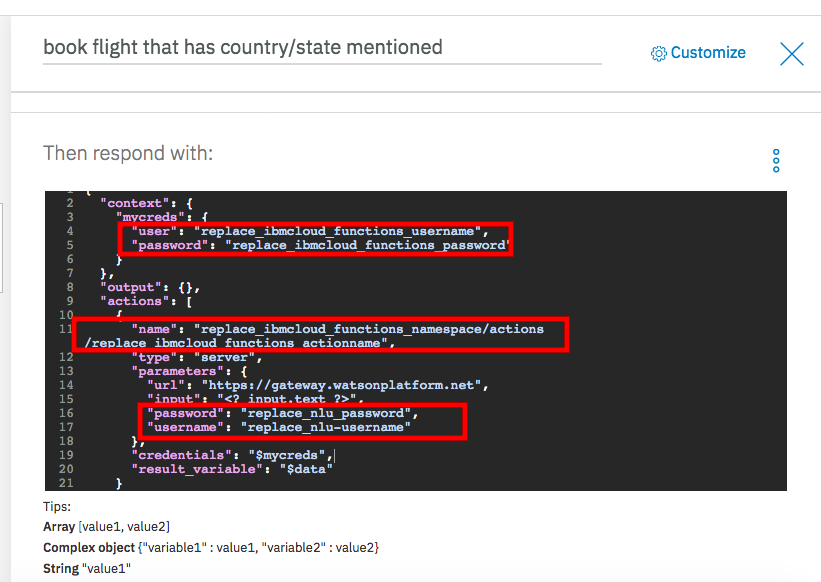 book flight that has country/state mentioned
Customize
Then respond with:
1 {
2 "context": {
3 "mycreds": {
4 "user": "replace_ibmcloud_functions_username",
5 "password": "replace_ibmcloud_functions_password"
6 }
7 },
8 "output": {},
9 "actions": [
10 {
11 "name": "replace_ibmcloud_functions_namespace/actions
/replace_ibmcloud_functions_actionname",
12 "type": "server",
13 "parameters": {
14 "url": "https://gateway.watsonplatform.net",
15 "input": "<? input.text ?>",
16 "password": "replace_nlu_password",
17 "username": "replace_nlu-username"
18 },
19 "credentials": "$mycreds",
20 "result_variable": "$data"
21 }
Tips:
Array [value1, value2]
Complex object {"variable1" : value1, "variable2" : value2}
String "value1"